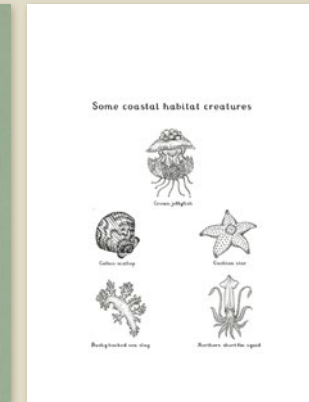 Some coastal habitat creatures
Crown jellyfish
Calico scallop
Cushion star
Bushy-backed sea slug
Northern shortfin squid